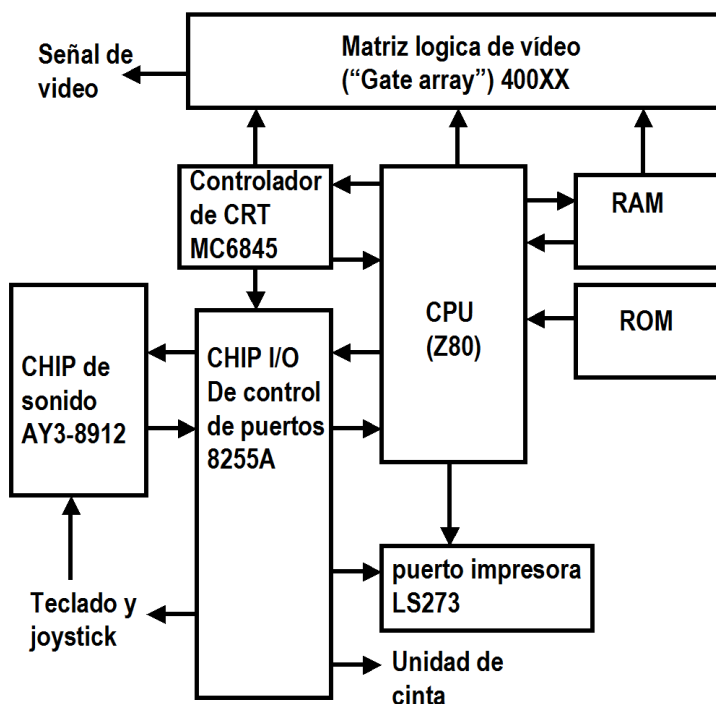 Señal de
video
Matriz logica de vídeo
(“Gate array”) 400XX
Controlador
de CRT
MC6845
CPU
(Z80)
RAM
ROM
CHIP de
sonido
AY3-8912
CHIP I/O
De control
de puertos
8255A
puerto impresora
LS273
Teclado y
joystick
Unidad de
cinta